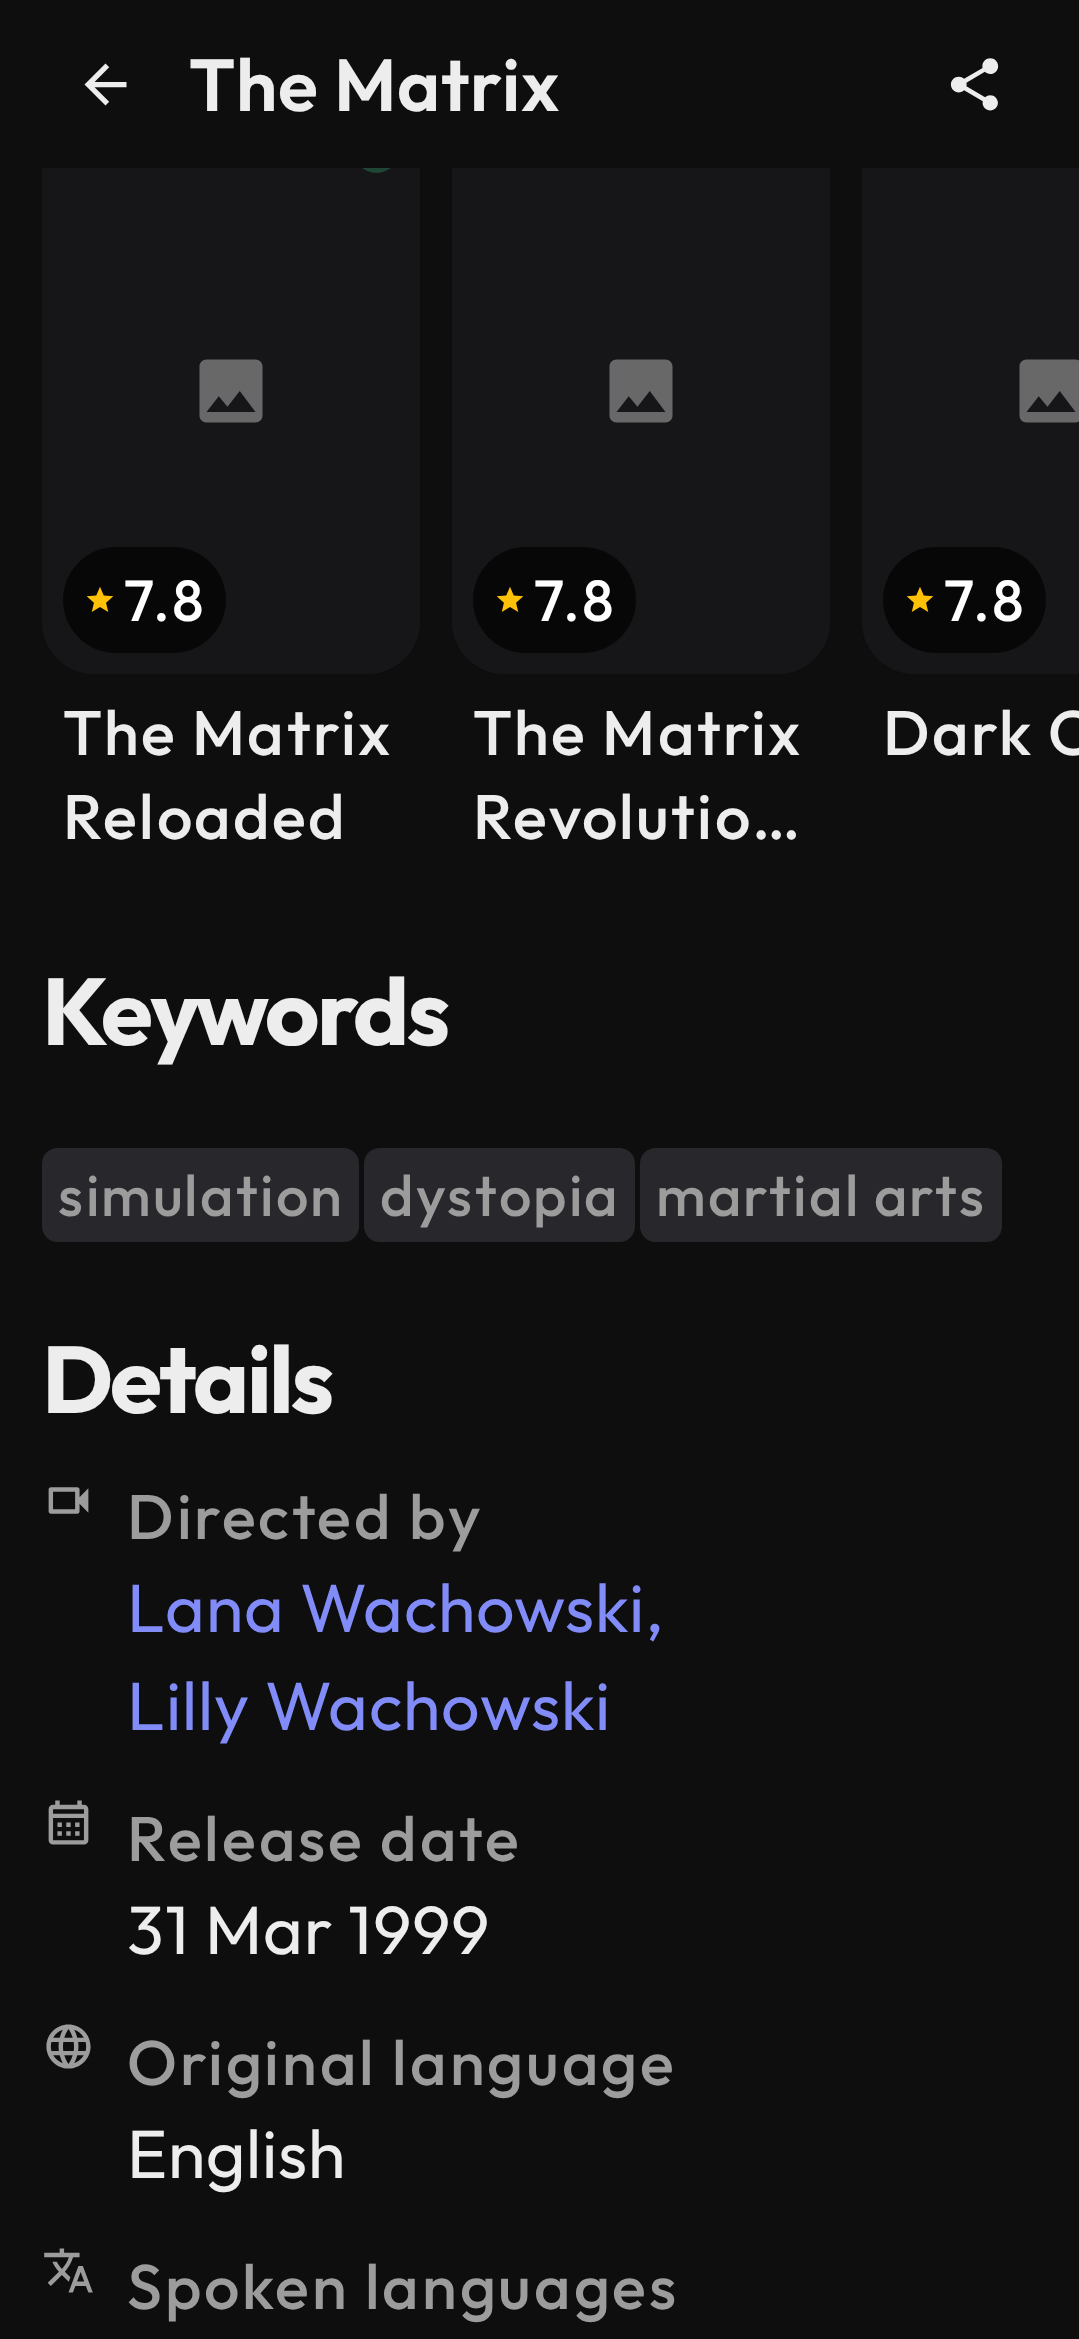 The Matrix
7.8
7.8
7.8
The Matrix
Reloaded
The Matrix
Revolutio...
Dark
Keywords
simulation
dystopia
martial arts
Details
Directed by
Lana Wachowski,
Lilly Wachowski
Release date
31 Mar 1999
Original language
English
Spoken languages